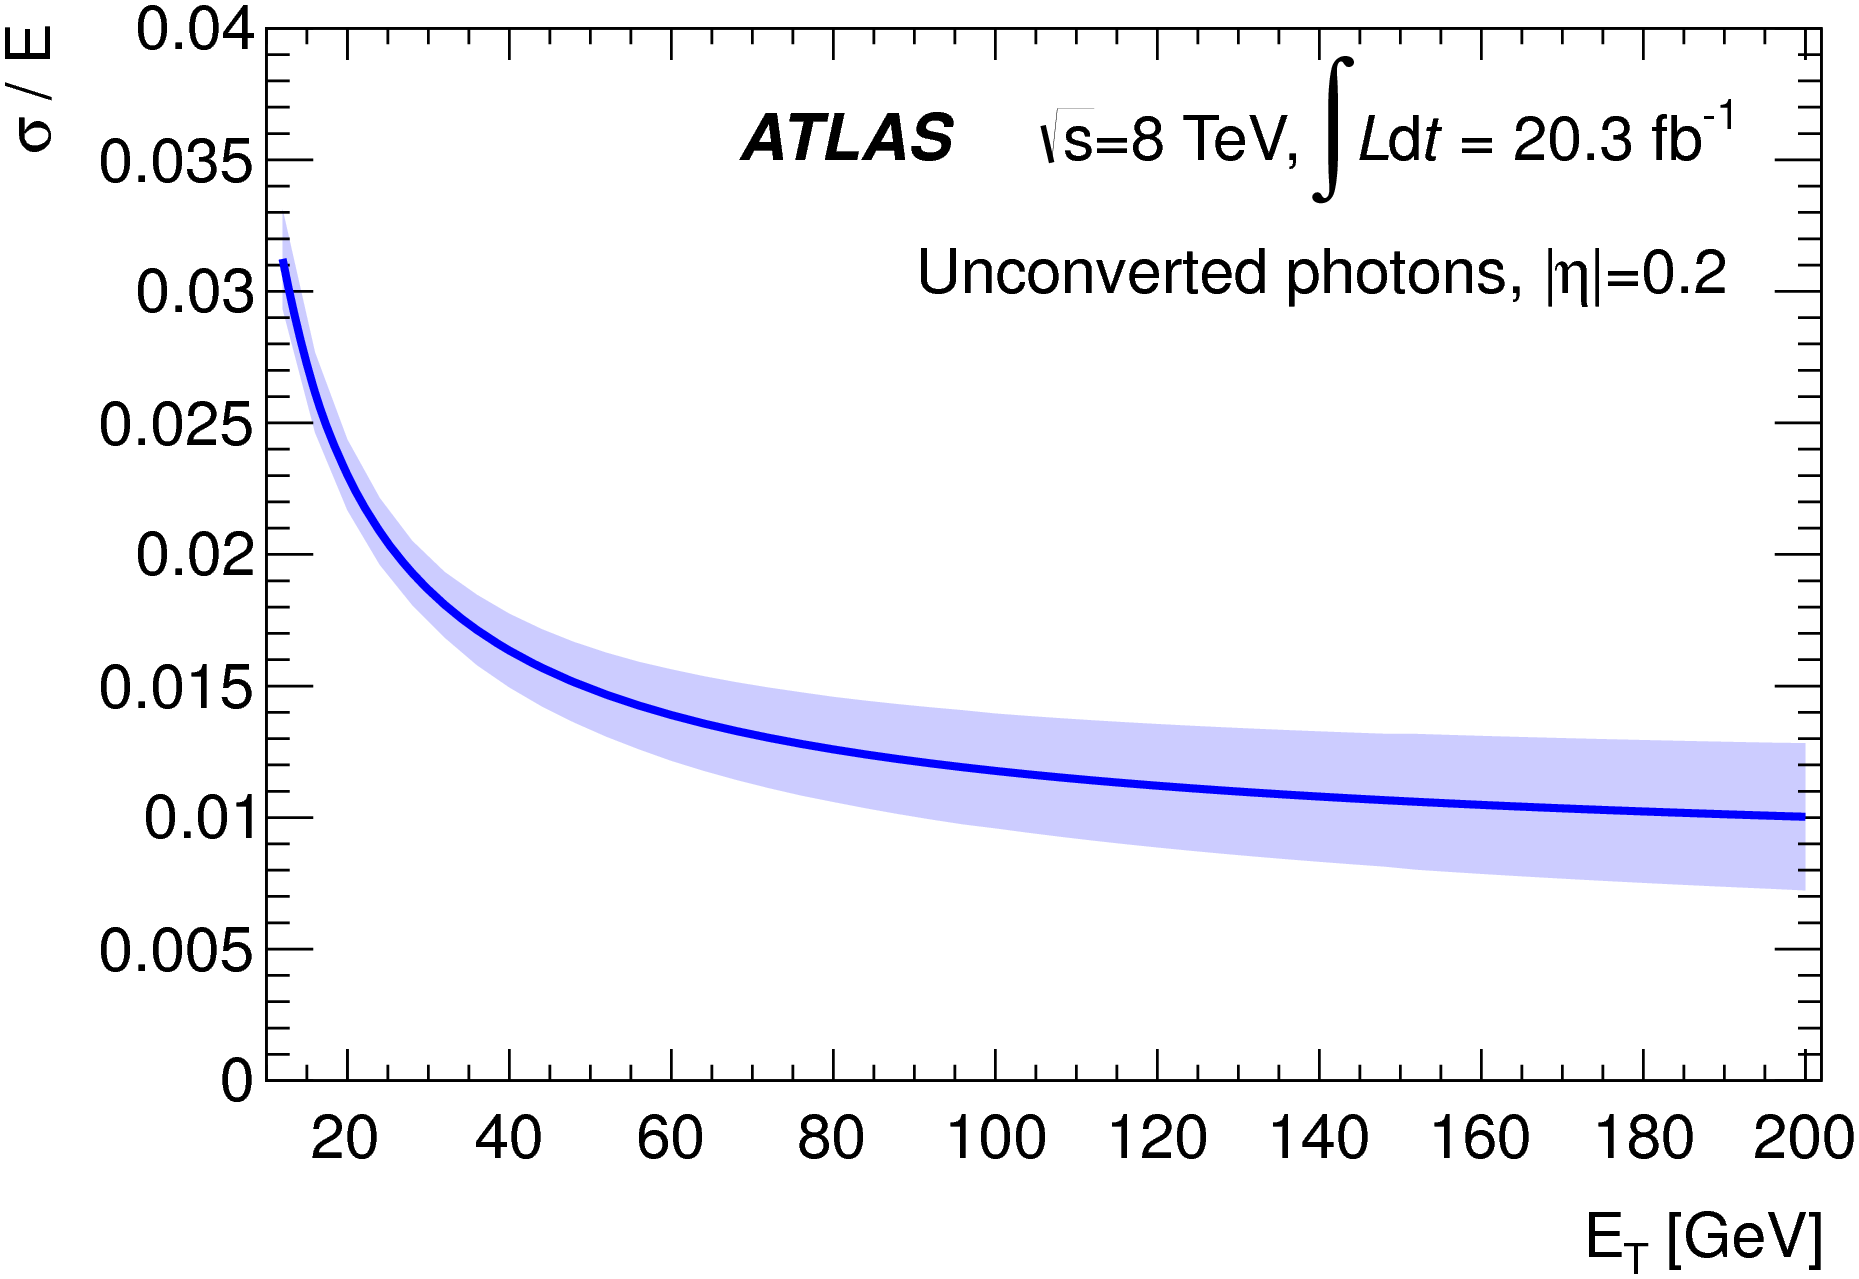 σ / E
0.04
0.035
0.03
0.025
0.02
0.015
0.01
0.005
0
ATLAS √s=8 TeV, ∫Ldt = 20.3 fb⁻¹
Unconverted photons, |η|=0.2
20 40 60 80 100 120 140 160 180 200
E_T [GeV]